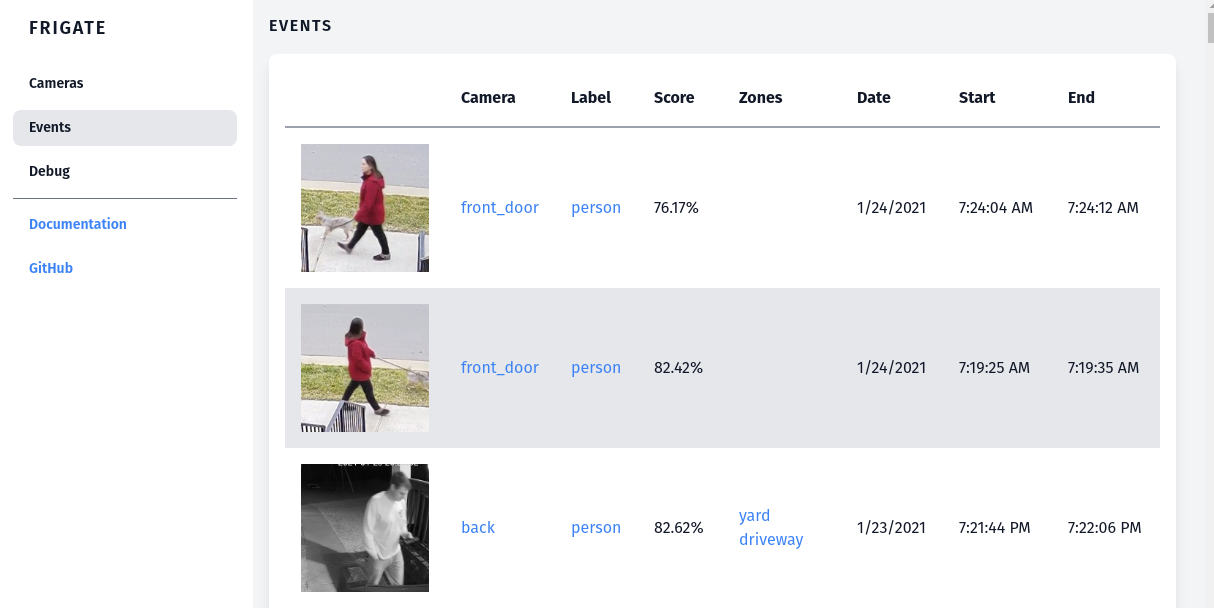 FRIGATE
Cameras
Events
Debug
Documentation
GitHub
EVENTS
Camera Label Score Zones Date Start End
front_door person 76.17% 1/24/2021 7:24:04 AM 7:24:12 AM
front_door person 82.42% 1/24/2021 7:19:25 AM 7:19:35 AM
back person 82.62% yard driveway 1/23/2021 7:21:44 PM 7:22:06 PM